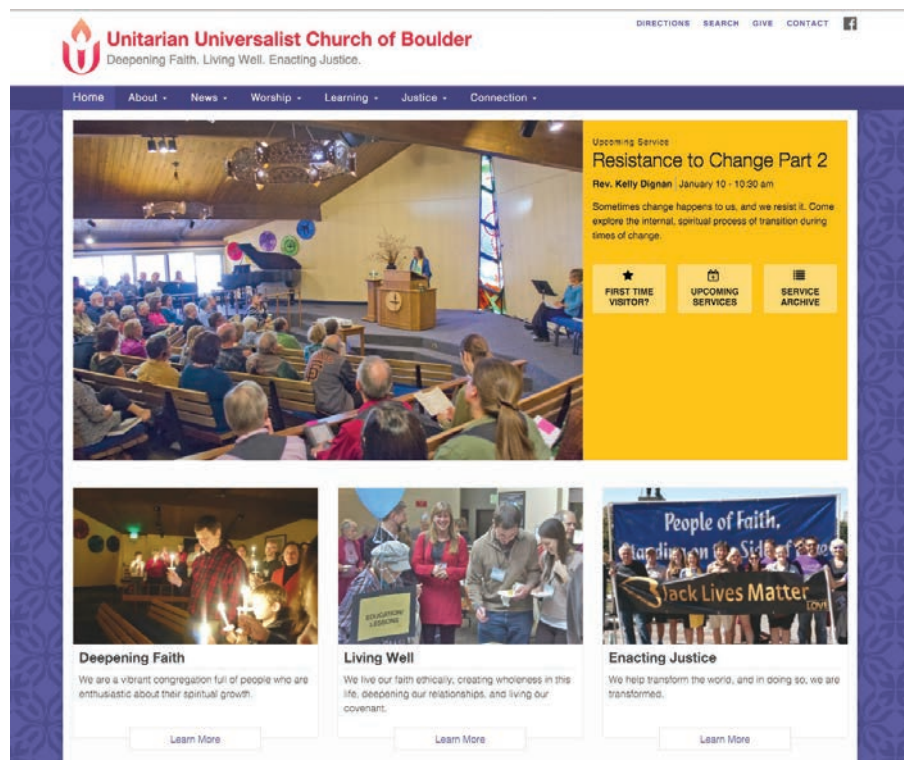 DIRECTIONS SEARCH GIVE CONTACT
Unitarian Universalist Church of Boulder
Deepening Faith. Living Well. Enacting Justice.
Home About News Worship Learning Justice Connection
Upcoming Service
Resistance to Change Part 2
Rev. Kelly Dignan January 10 - 10:30 am
Sometimes change happens to us, and we resist it. Come
explore the internal, spiritual process of transition during
times of change.
FIRST TIME
VISITOR?
UPCOMING
SERVICES
SERVICE
ARCHIVE
EDUCATION/
LESSONS
People of Faith,
Standing on Side of
Black Lives Matter
LOVE
Deepening Faith
We are a vibrant congregation full of people who are
enthusiastic about their spiritual growth.
Learn More
Living Well
We live our faith ethically, creating wholeness in this
life, deepening our relationships, and living our
covenant.
Learn More
Enacting Justice
We help transform the world, and in doing so, we are
transformed.
Learn More